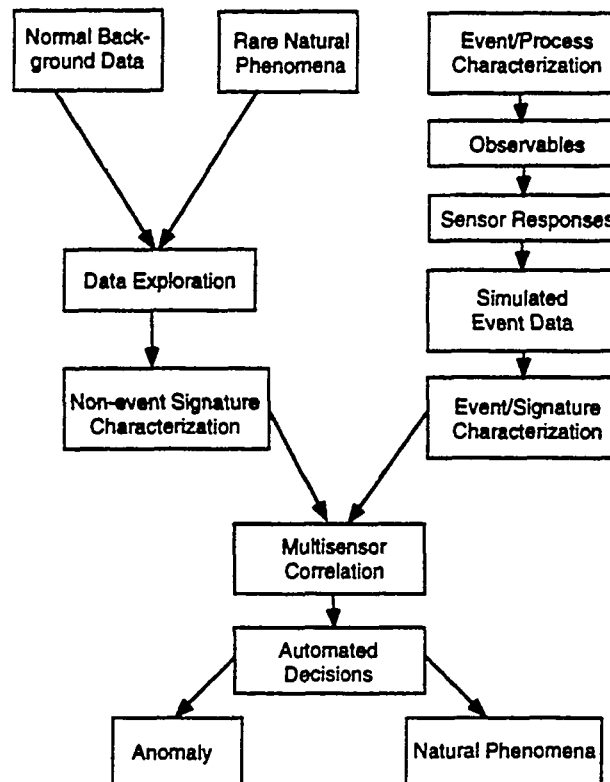 Normal Back-
ground Data
Rare Natural
Phenomena
Event/Process
Characterization
Observables
Sensor Responses
Data Exploration
Simulated
Event Data
Non-event Signature
Characterization
Event/Signature
Characterization
Multisensor
Correlation
Automated
Decisions
Anomaly
Natural Phenomena